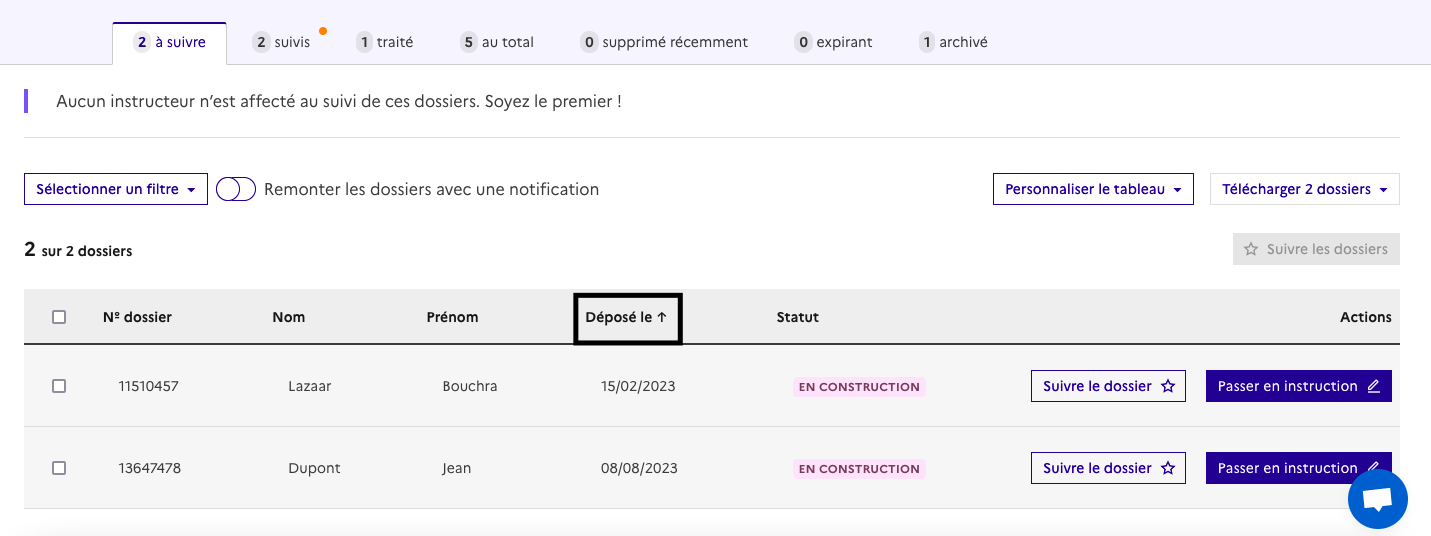 2 à suivre 2 suivis 1 traité 5 au total 0 supprimé récemment 0 expirant 1 archivé
Aucun instructeur n’est affecté au suivi de ces dossiers. Soyez le premier !
Sélectionner un filtre Remonter les dossiers avec une notification Personnaliser le tableau Télécharger 2 dossiers
2 sur 2 dossiers Suivre les dossiers
Nº dossier Nom Prénom Déposé le ↑ Statut Actions
11510457 Lazaar Bouchra 15/02/2023 EN CONSTRUCTION Suivre le dossier Passer en instruction
13647478 Dupont Jean 08/08/2023 EN CONSTRUCTION Suivre le dossier Passer en instruction